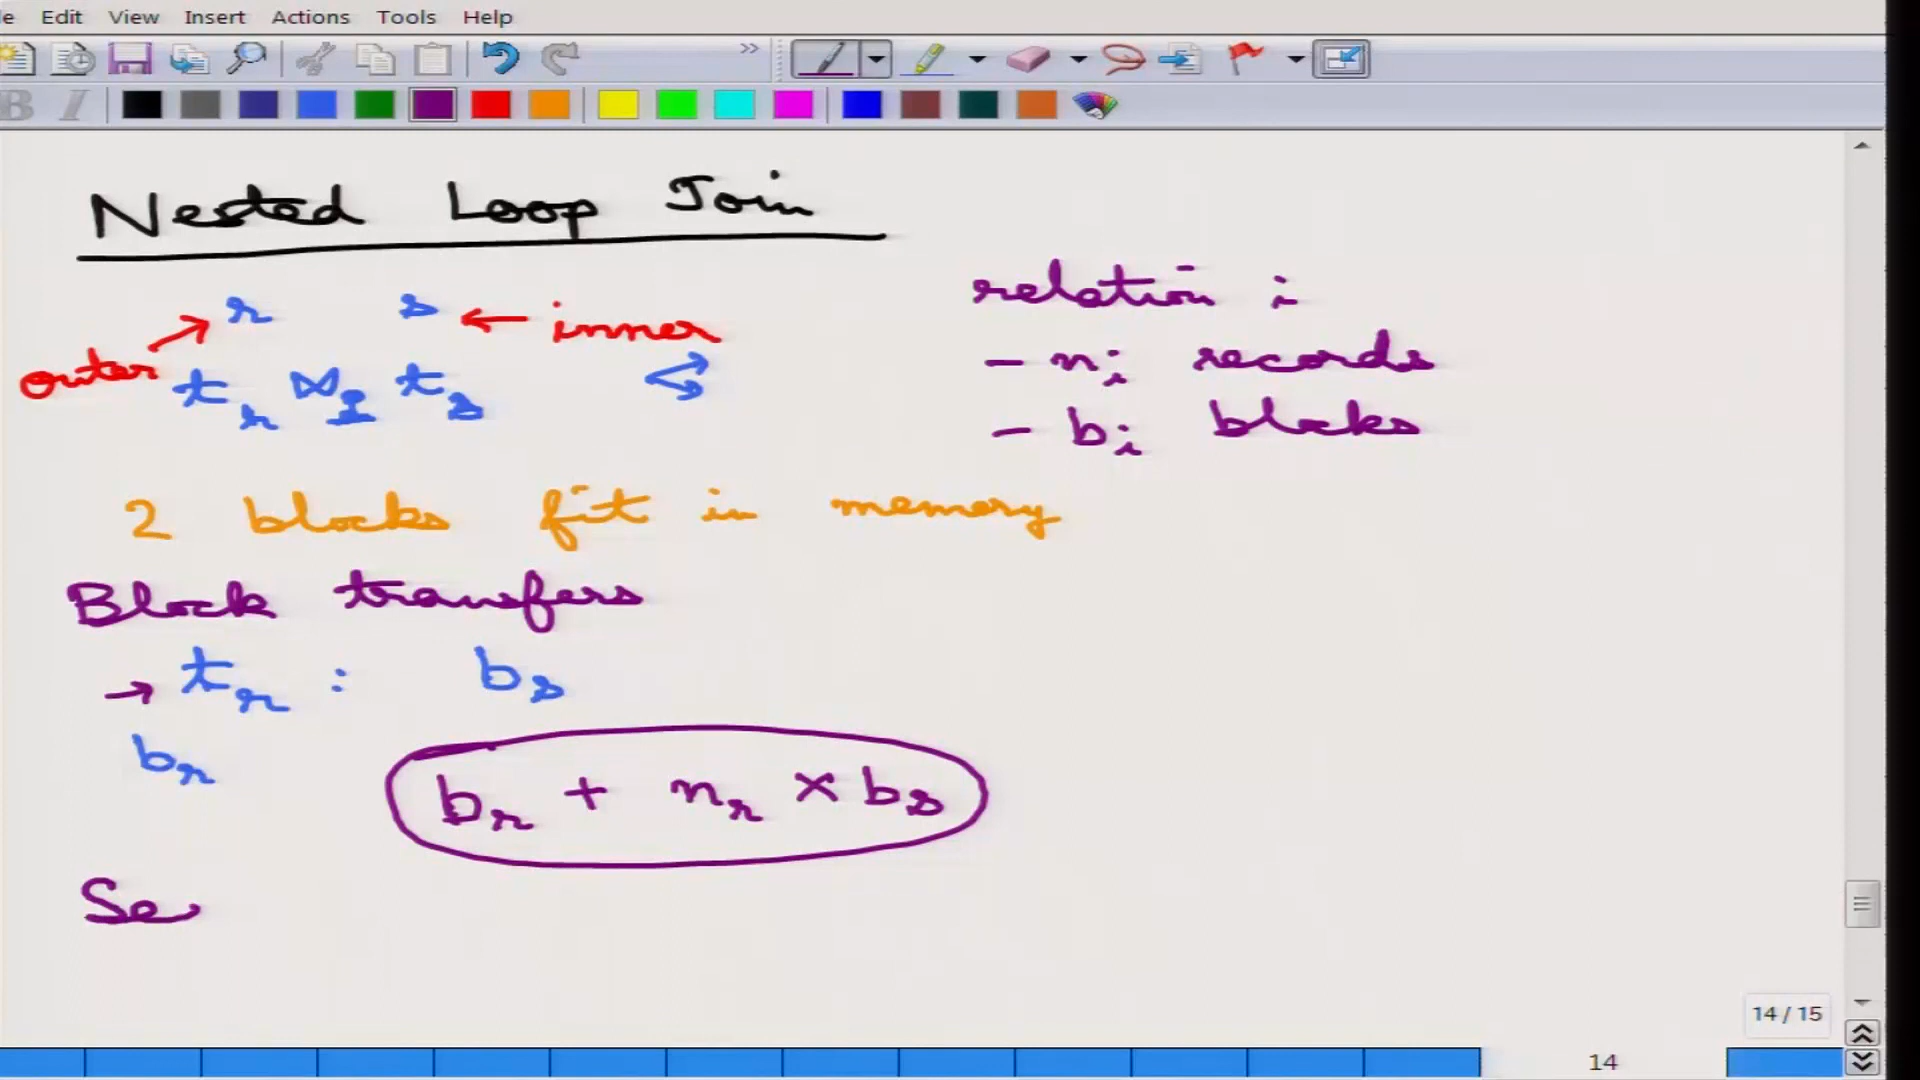 Edit View Insert Actions Tools Help
B I
Nested Loop Join
r s ← inner
outer
t_r ⋈_θ t_s
relation i
- n_i records
- b_i blocks
2 blocks fit in memory
Block transfers
→ t_r : b_s
b_r
b_r + n_r × b_s
Se
14 / 15
14